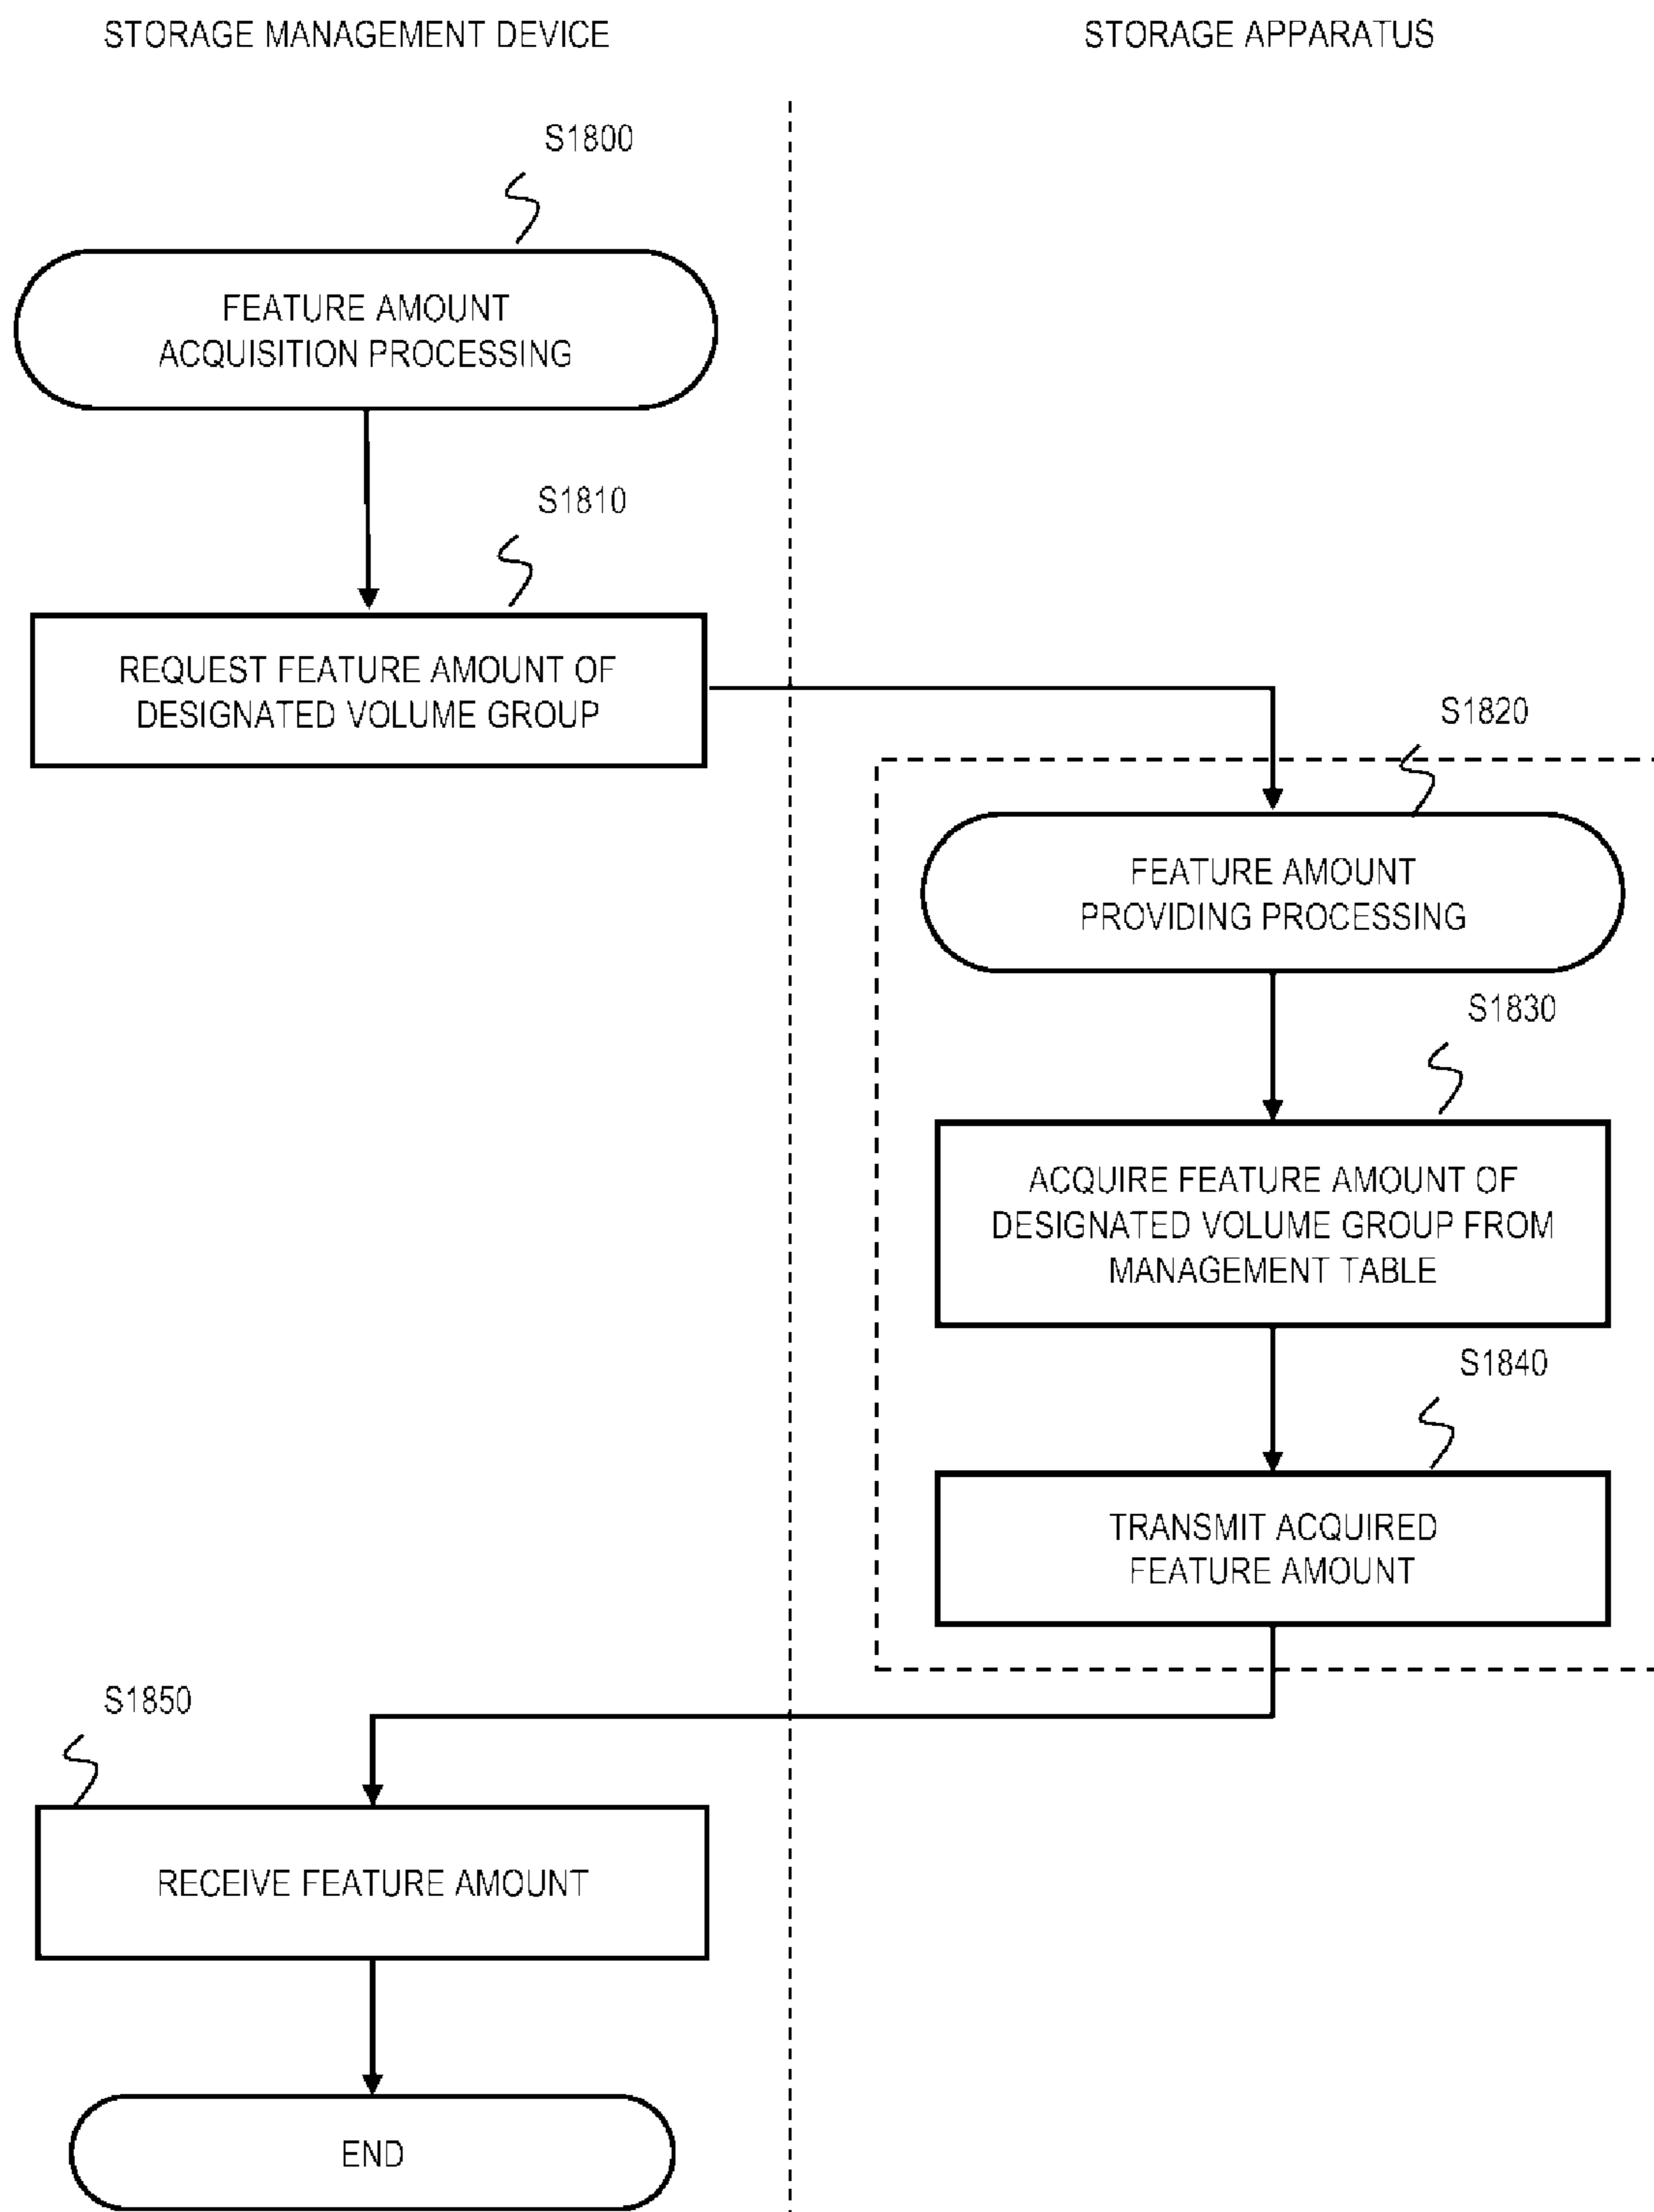 STORAGE MANAGEMENT DEVICE
STORAGE APPARATUS
S1800
FEATURE AMOUNT
ACQUISITION PROCESSING
S1810
REQUEST FEATURE AMOUNT OF
DESIGNATED VOLUME GROUP
S1820
FEATURE AMOUNT
PROVIDING PROCESSING
S1830
ACQUIRE FEATURE AMOUNT OF
DESIGNATED VOLUME GROUP FROM
MANAGEMENT TABLE
S1840
TRANSMIT ACQUIRED
FEATURE AMOUNT
S1850
RECEIVE FEATURE AMOUNT
END